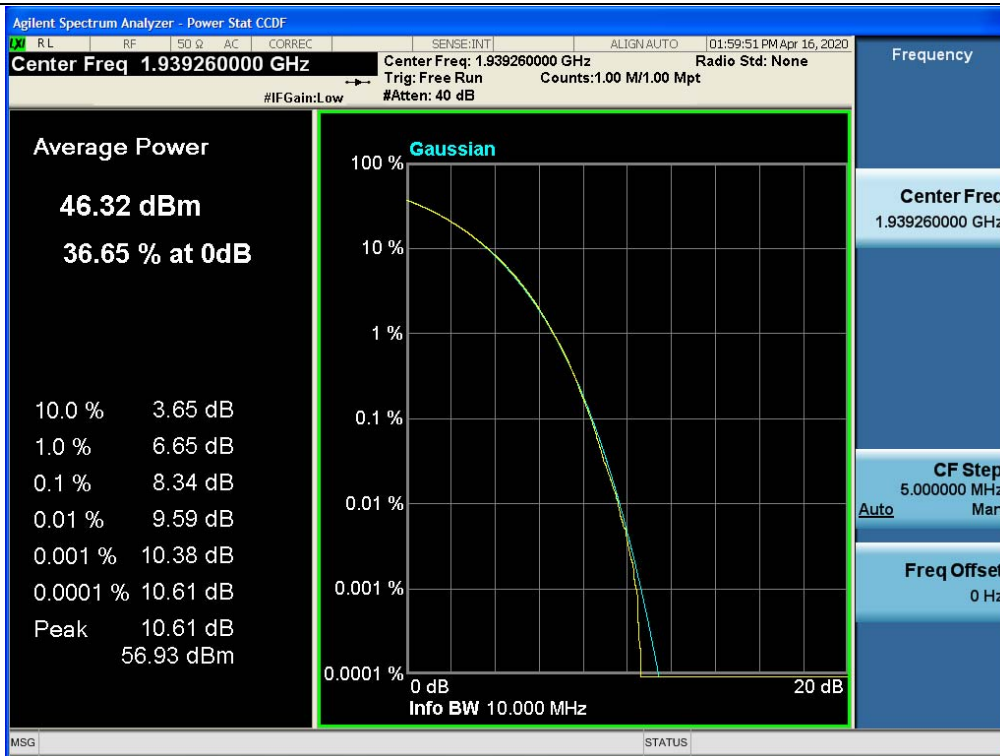 Agilent Spectrum Analyzer - Power Stat CCDF
LXI RL RF 50 Ω AC CORREC SENSE:INT ALIGN AUTO 01:59:51 PM Apr 16, 2020
Center Freq 1.939260000 GHz
Center Freq: 1.939260000 GHz Radio Std: None
Trig: Free Run Counts:1.00 M/1.00 Mpt
#IFGain:Low #Atten: 40 dB
Frequency
Average Power
46.32 dBm
36.65 % at 0dB
10.0 % 3.65 dB
1.0 % 6.65 dB
0.1 % 8.34 dB
0.01 % 9.59 dB
0.001 % 10.38 dB
0.0001 % 10.61 dB
Peak 10.61 dB
56.93 dBm
Gaussian
100 %
10 %
1 %
0.1 %
0.01 %
0.001 %
0.0001 %
0 dB 20 dB
Info BW 10.000 MHz
Center Freq
1.939260000 GHz
CF Step
5.000000 MHz
Auto Man
Freq Offset
0 Hz
MSG STATUS